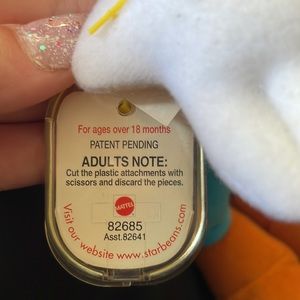 For ages over 18 months
PATENT PENDING
ADULTS NOTE:
Cut the plastic attachments with
scissors and discard the pieces.
MATTEL
82685
Asst.82641
Visit our website www.starbeans.com